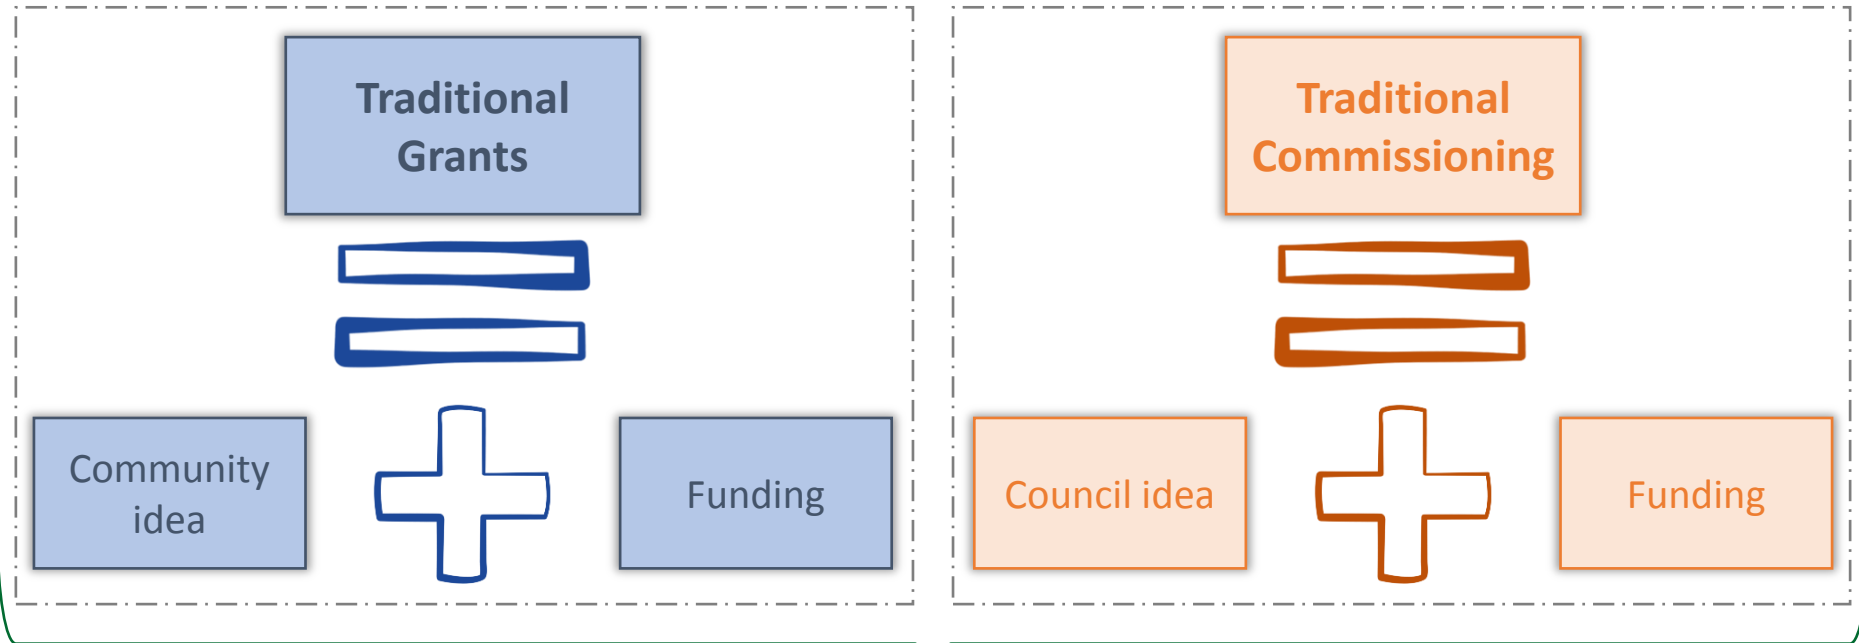 Traditional
Grants
Community
idea
Funding
Traditional
Commissioning
Council idea
Funding